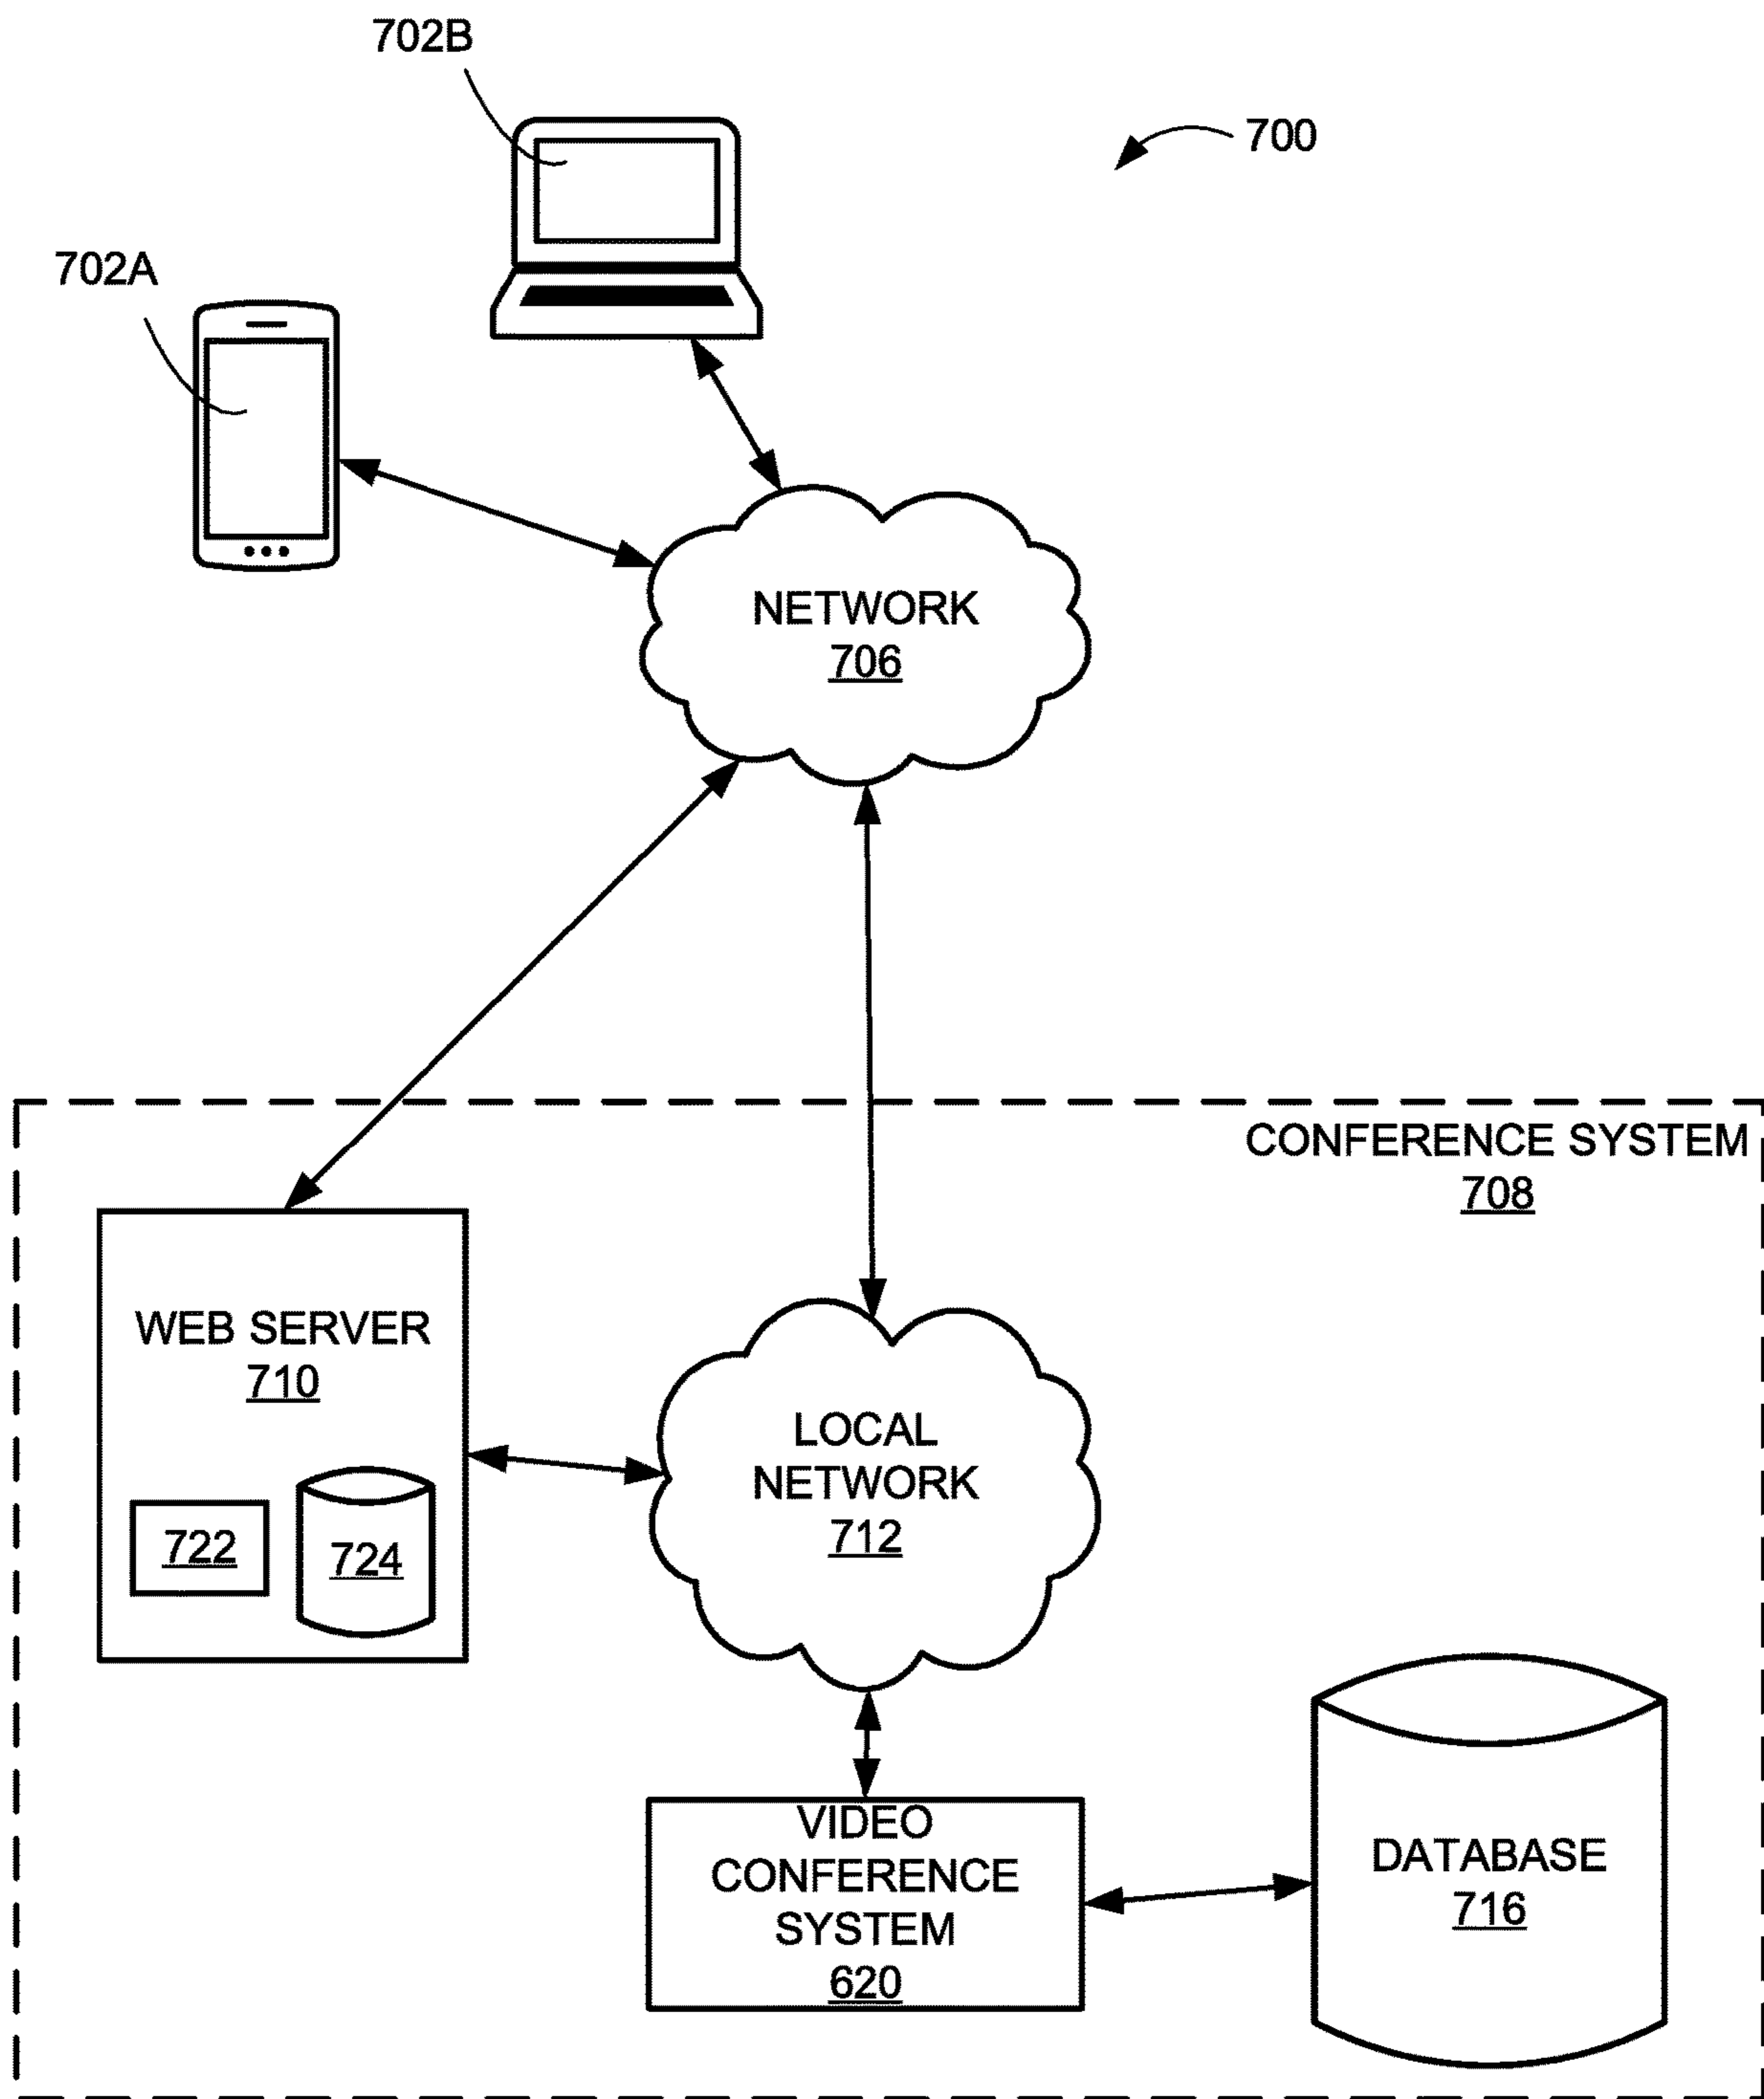 702B
700
702A
NETWORK
706
CONFERENCE SYSTEM
708
WEB SERVER
710
722
724
LOCAL
NETWORK
712
VIDEO
CONFERENCE
SYSTEM
620
DATABASE
716